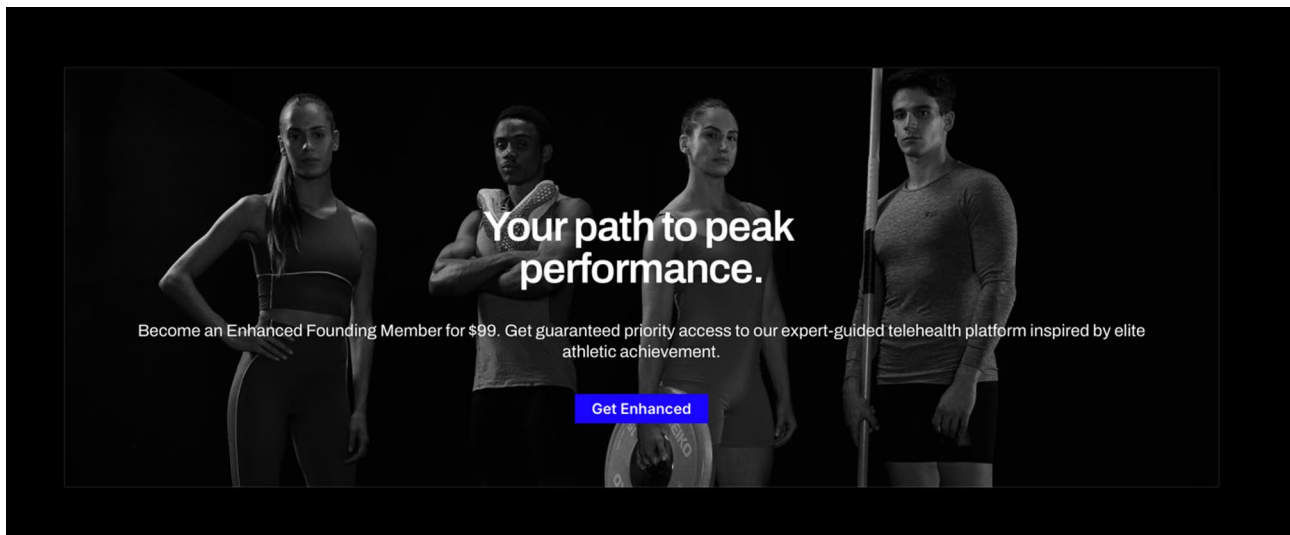 Your path to peak
performance.
Become an Enhanced Founding Member for $99. Get guaranteed priority access to our expert-guided telehealth platform inspired by elite
athletic achievement.
Get Enhanced
EIKO